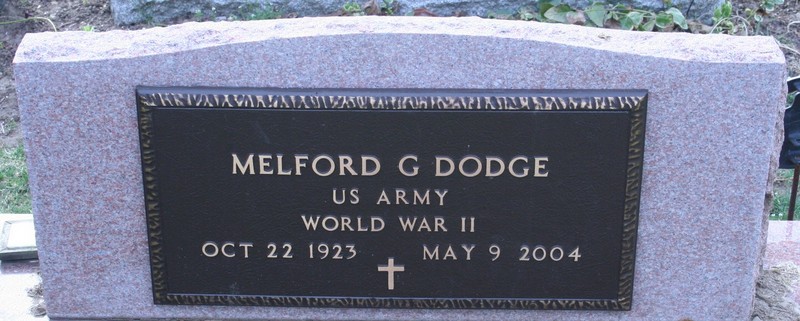 MELFORD G DODGE
US ARMY
WORLD WAR II
OCT 22 1923 MAY 9 2004